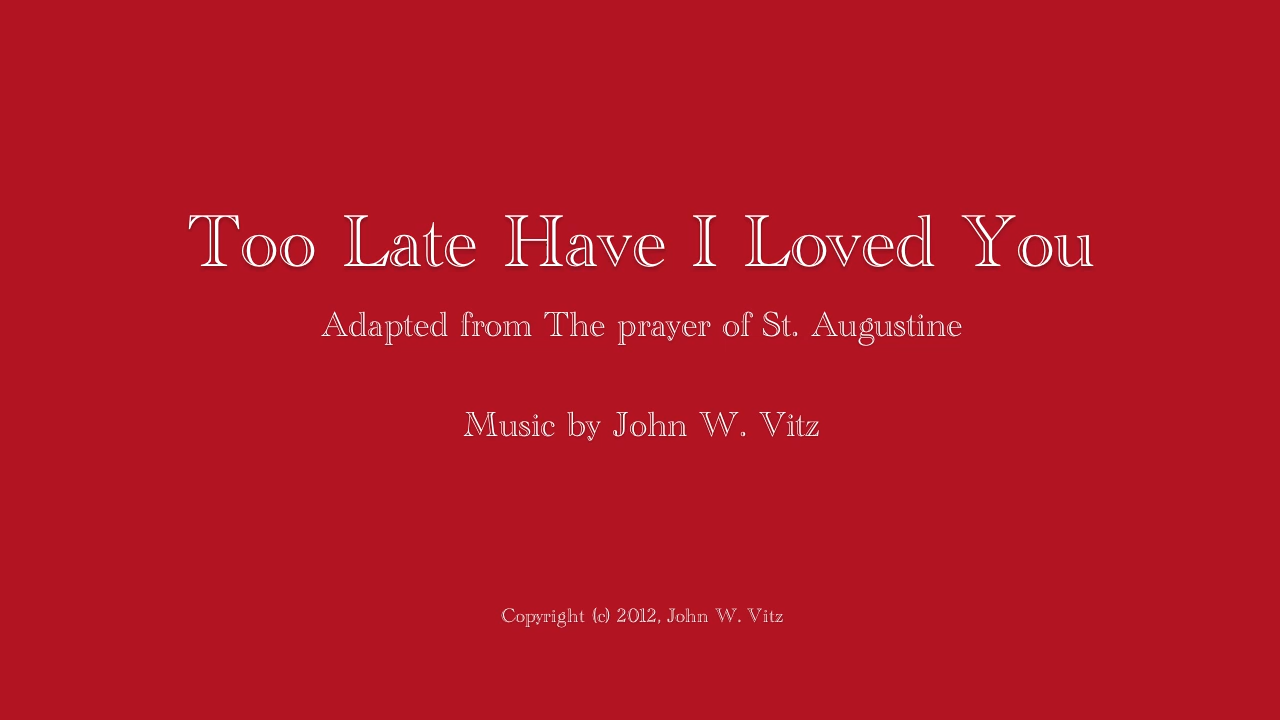 Too Late Have I Loved You
Adapted from The prayer of St. Augustine
Music by John W. Vitz
Copyright (c) 2012, John W. Vitz